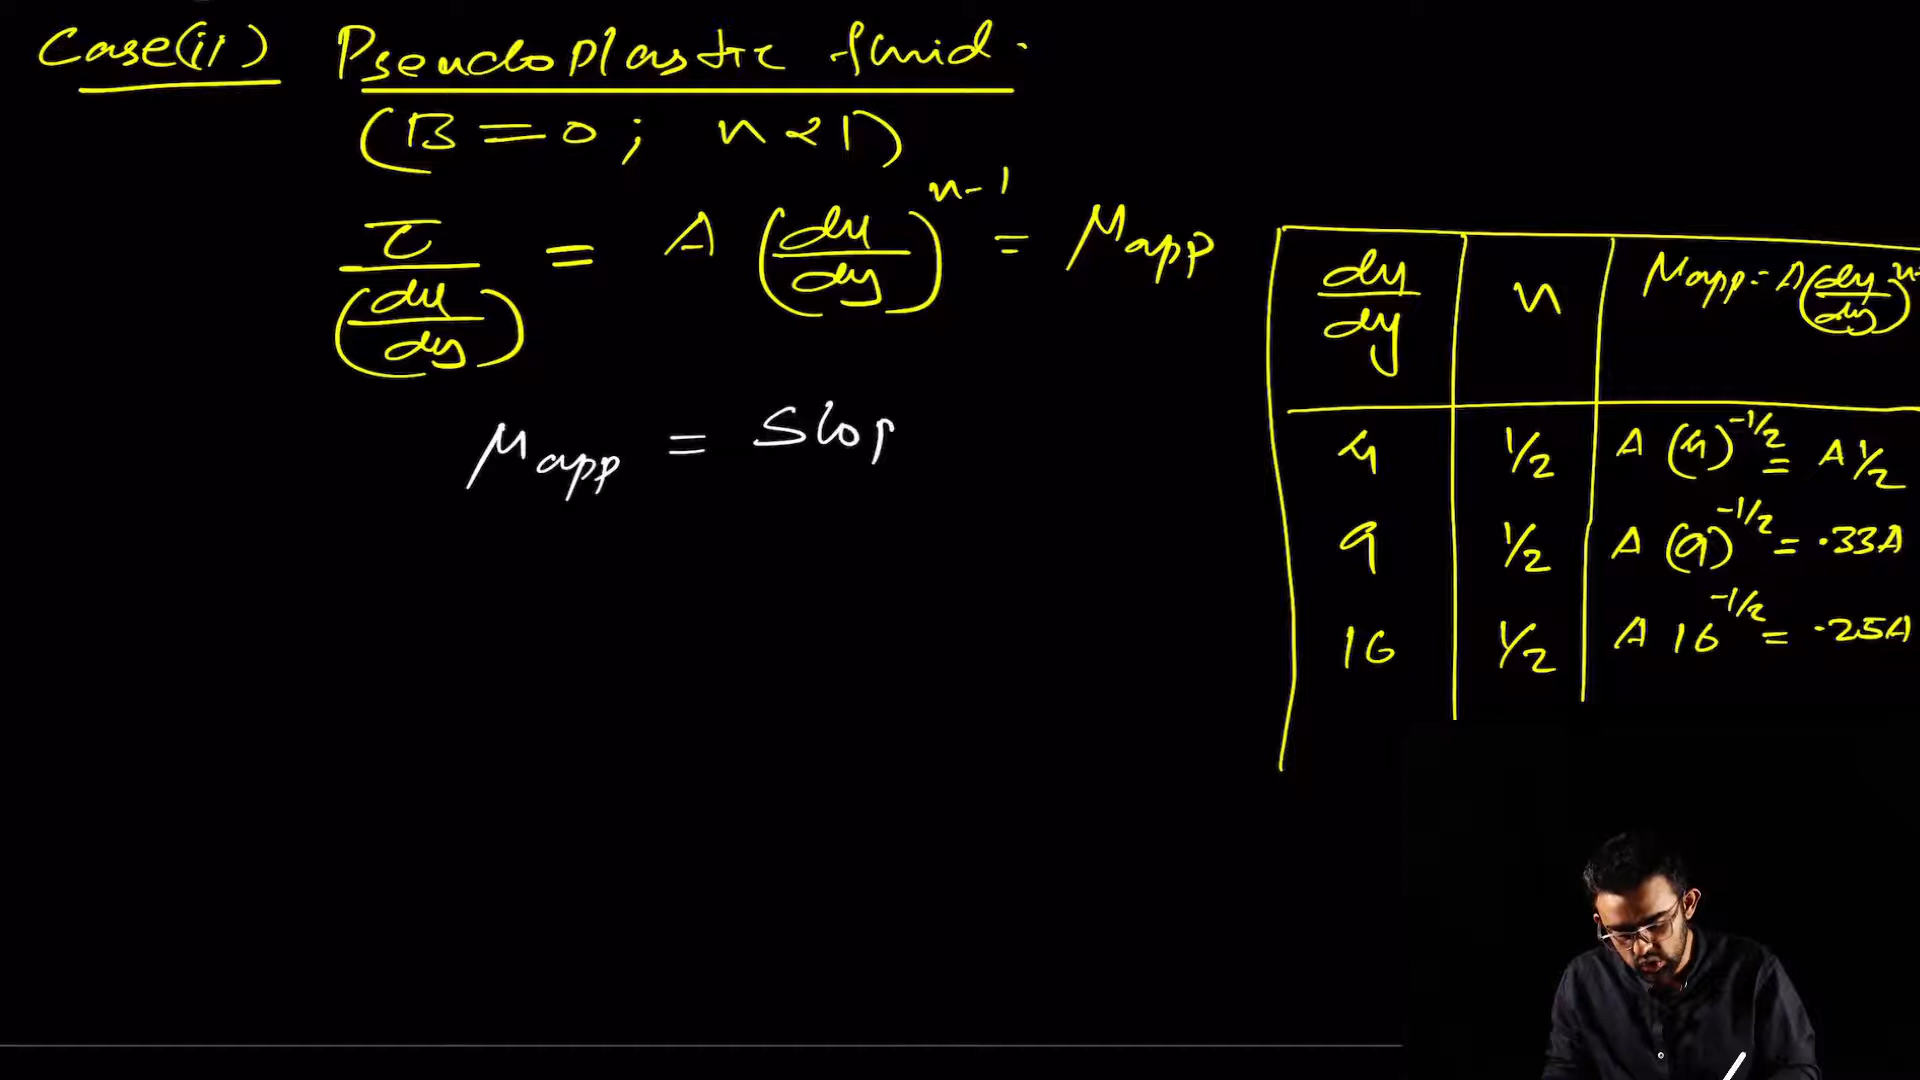 Case(ii) Pseudoplastic fluid.
(B = 0; n < 1)
τ/(du/dy) = A (du/dy)^n-1 = μapp
μapp = Slop
du/dy n μapp = A(du/dy)^n-
4 1/2 A (4)^-1/2 = A 1/2
9 1/2 A (9)^-1/2 = .33A
16 1/2 A 16^-1/2 = .25A